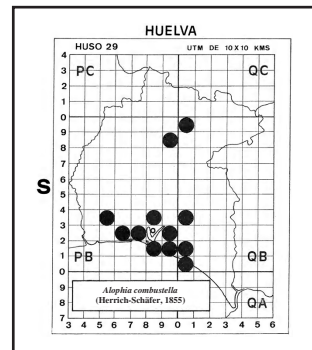 HUELVA
HUSO 29 UTM DE 10 X 10 KMS
4
PC QC
3
2
1
0
9
8
7
6
5
S
4
3
2
1
PB QB
0
9
8
7
Alophia combustella
(Herrich-Schäfer, 1855)
QA
3 4 5 6 7 8 9 0 1 2 3 4 5 6